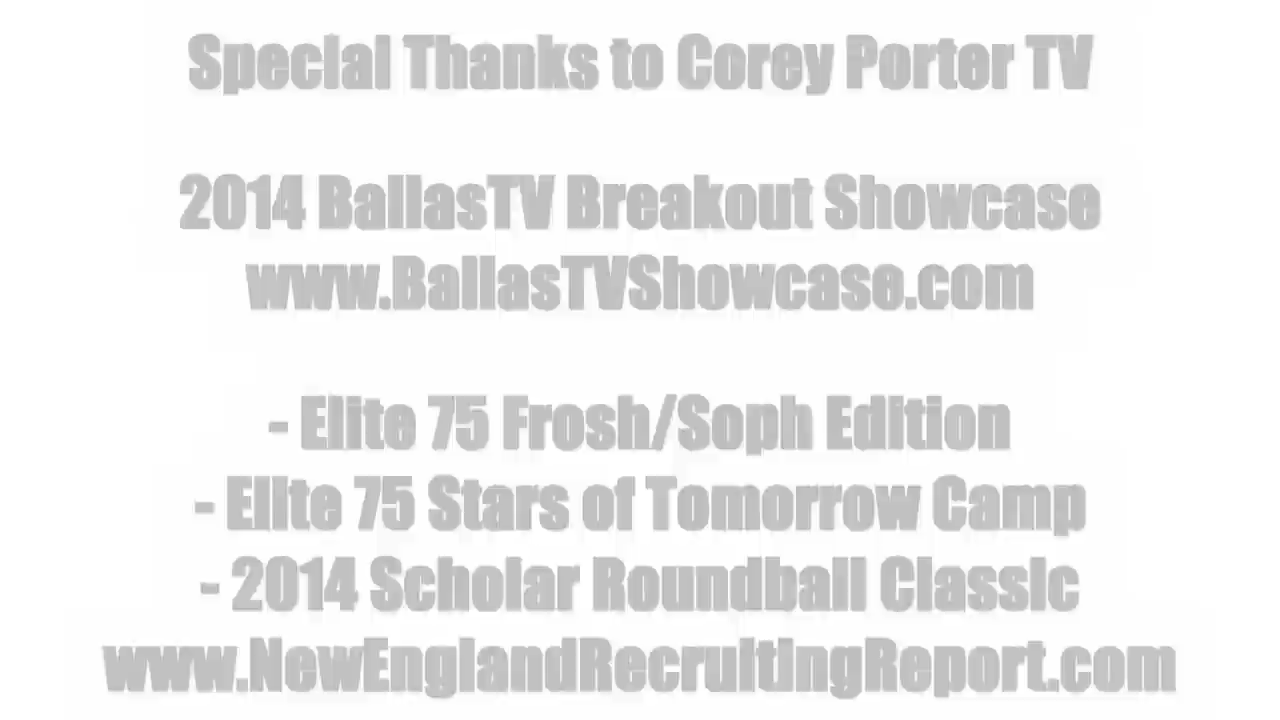 Special Thanks to Corey Porter TV
2014 BallasTV Breakout Showcase
www.BallasTVShowcase.com
- Elite 75 Frosh/Soph Edition
- Elite 75 Stars of Tomorrow Camp
- 2014 Scholar Roundball Classic
www.NewEnglandRecruitingReport.com